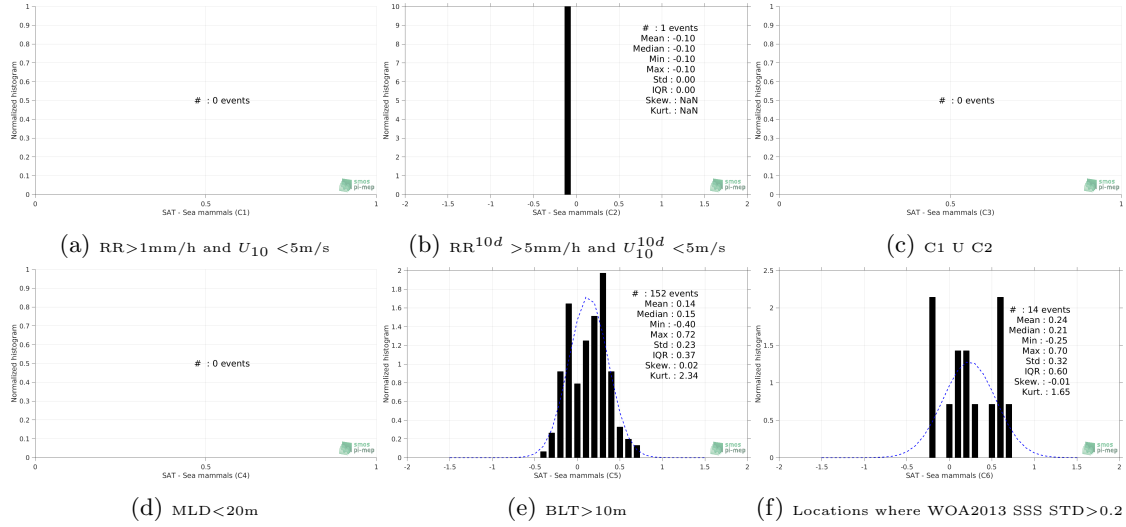 1
0.9
0.8
0.7
0.6
0.5
0.4
0.3
0.2
0.1
0
Normalized histogram
# : 0 events
smos
pi-mep
0 0.5 1
SAT - Sea mammals (C1)
(a) RR>1mm/h and U10 <5m/s
10
9
8
7
6
5
4
3
2
1
0
Normalized histogram
# : 1 events
Mean : -0.10
Median : -0.10
Min : -0.10
Max : -0.10
Std : 0.00
IQR : 0.00
Skew. : NaN
Kurt. : NaN
smos
pi-mep
-2 -1.5 -1 -0.5 0 0.5 1 1.5 2
SAT - Sea mammals (C2)
(b) RR10d >5mm/h and U10 10d <5m/s
1
0.9
0.8
0.7
0.6
0.5
0.4
0.3
0.2
0.1
0
Normalized histogram
# : 0 events
smos
pi-mep
0 0.5 1
SAT - Sea mammals (C3)
(c) C1 U C2
1
0.9
0.8
0.7
0.6
0.5
0.4
0.3
0.2
0.1
0
Normalized histogram
# : 0 events
smos
pi-mep
0 0.5 1
SAT - Sea mammals (C4)
(d) MLD<20m
2
1.8
1.6
1.4
1.2
1
0.8
0.6
0.4
0.2
0
Normalized histogram
# : 152 events
Mean : 0.14
Median : 0.15
Min : -0.40
Max : 0.72
Std : 0.23
IQR : 0.37
Skew. : 0.02
Kurt. : 2.34
smos
pi-mep
-2 -1.5 -1 -0.5 0 0.5 1 1.5 2
SAT - Sea mammals (C5)
(e) BLT>10m
2.5
2
1.5
1
0.5
0
Normalized histogram
# : 14 events
Mean : 0.24
Median : 0.21
Min : -0.25
Max : 0.70
Std : 0.32
IQR : 0.60
Skew. : -0.01
Kurt. : 1.65
smos
pi-mep
-2 -1.5 -1 -0.5 0 0.5 1 1.5 2
SAT - Sea mammals (C6)
(f) Locations where WOA2013 SSS STD>0.2